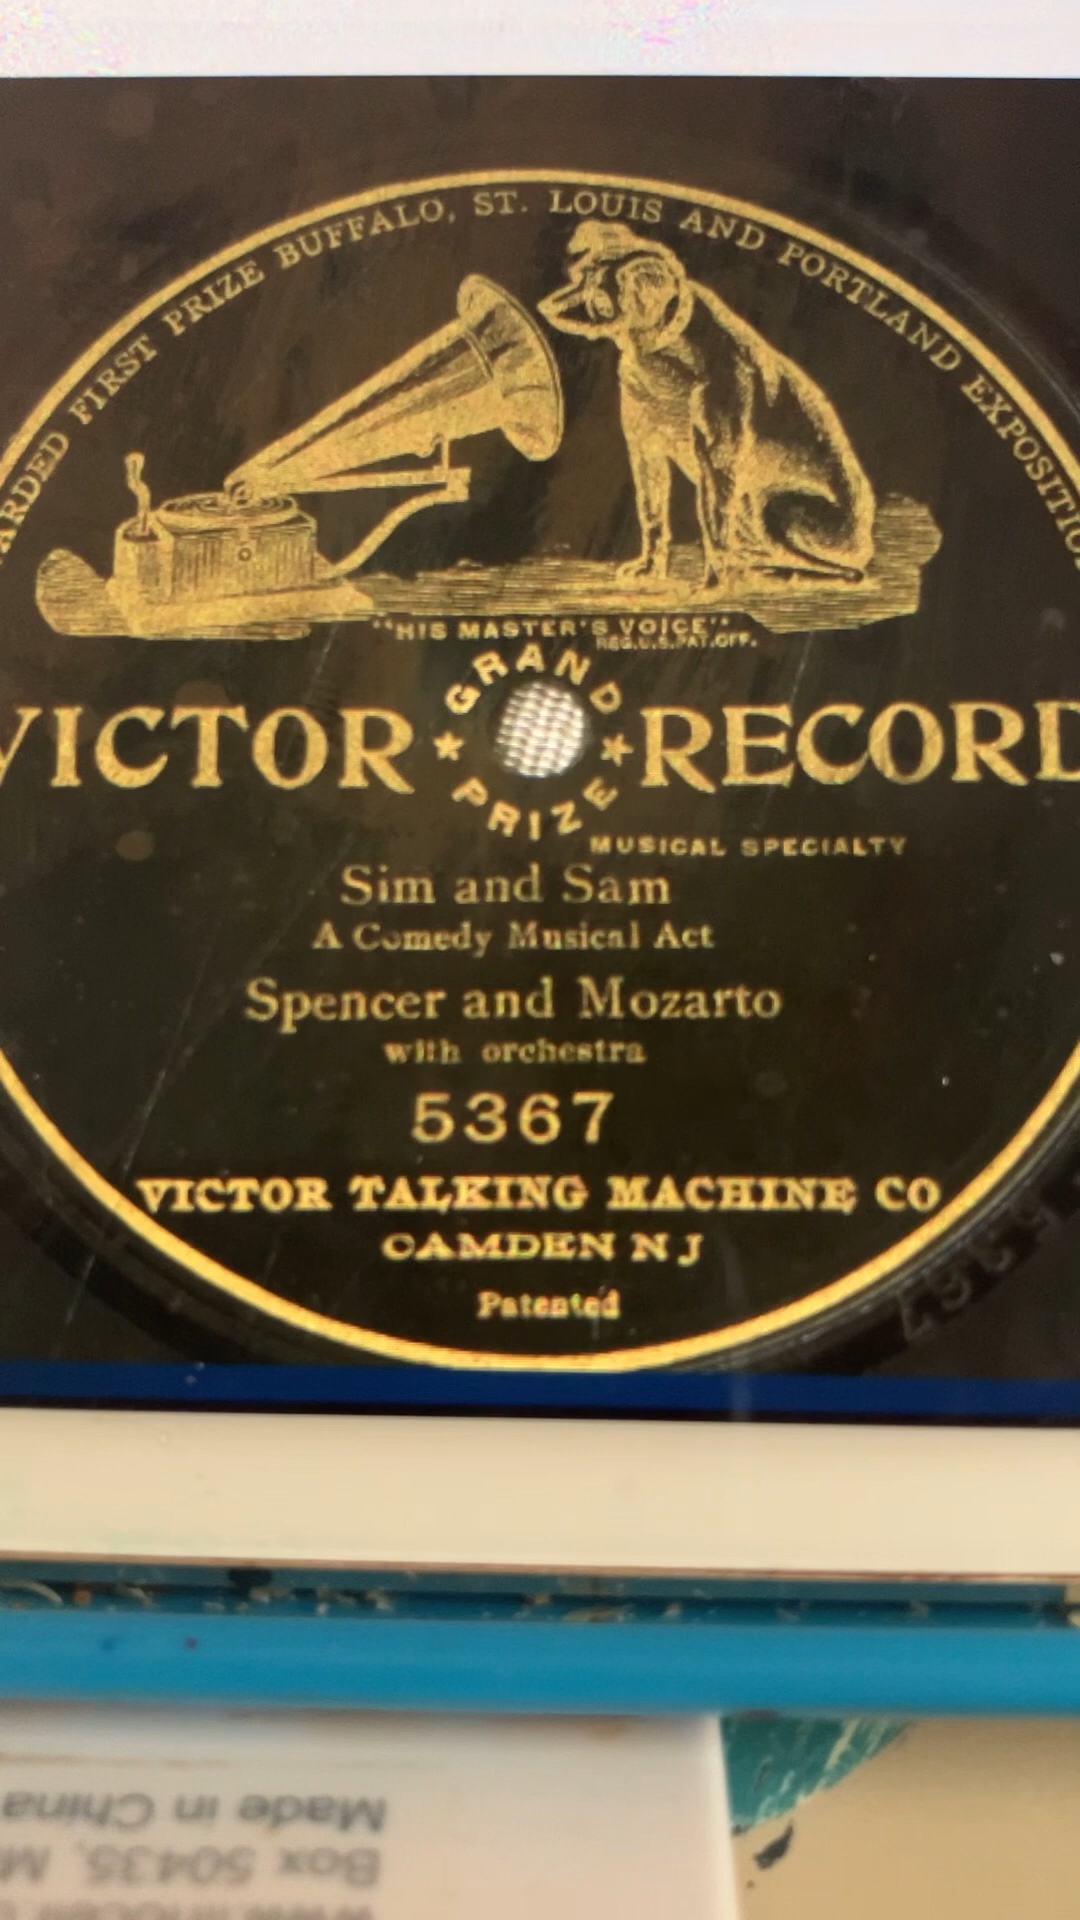 ARDED FIRST PRIZE BUFFALO, ST. LOUIS AND PORTLAND EXPOSITIO
"HIS MASTER'S VOICE"
REG.U.S.PAT.OFF.
GRAND PRIZE
VICTOR RECORD
MUSICAL SPECIALTY
Sim and Sam
A Comedy Musical Act
Spencer and Mozarto
with orchestra
5367
VICTOR TALKING MACHINE CO
CAMDEN N J
Patented
5367
Made in China
Box 50435, M